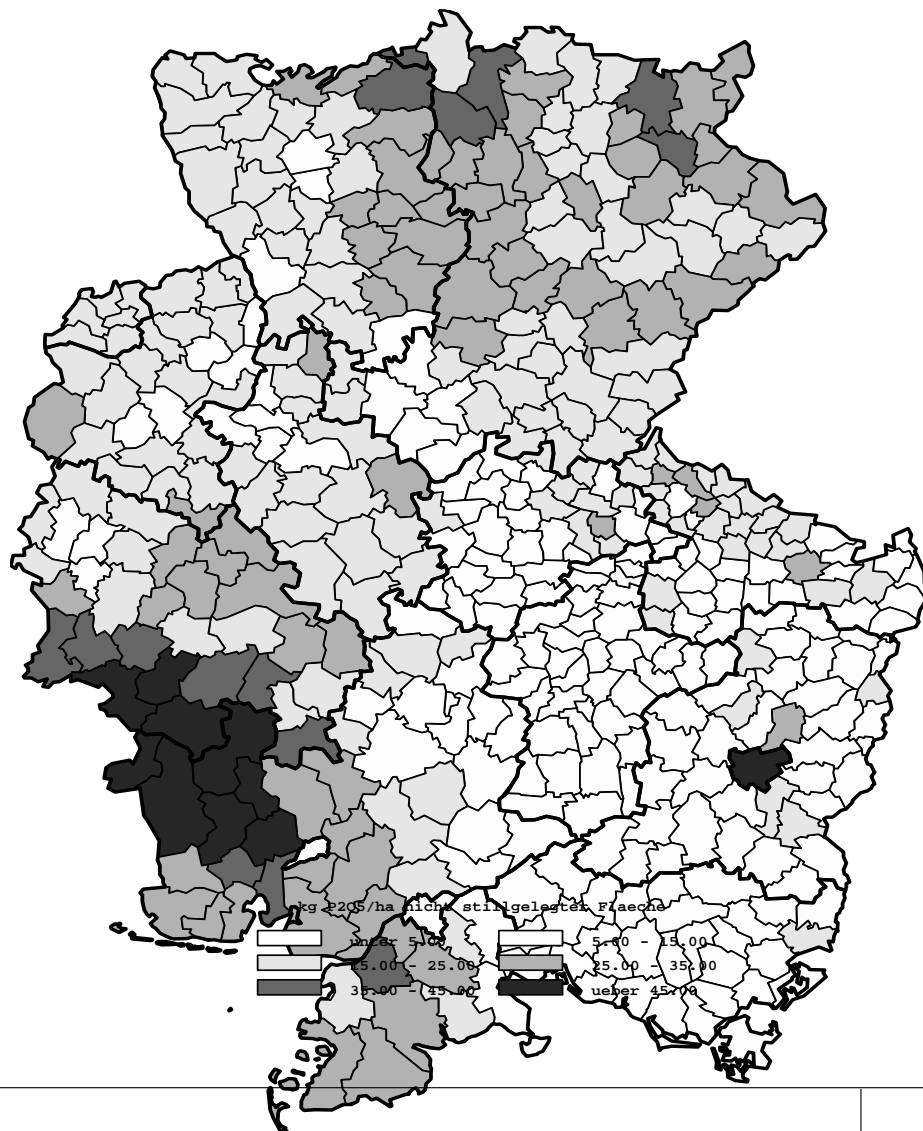 kg P2O5/ha nicht stillgelegter Flaeche
unter 5.00 5.00 - 15.00
15.00 - 25.00 25.00 - 35.00
35.00 - 45.00 ueber 45.00